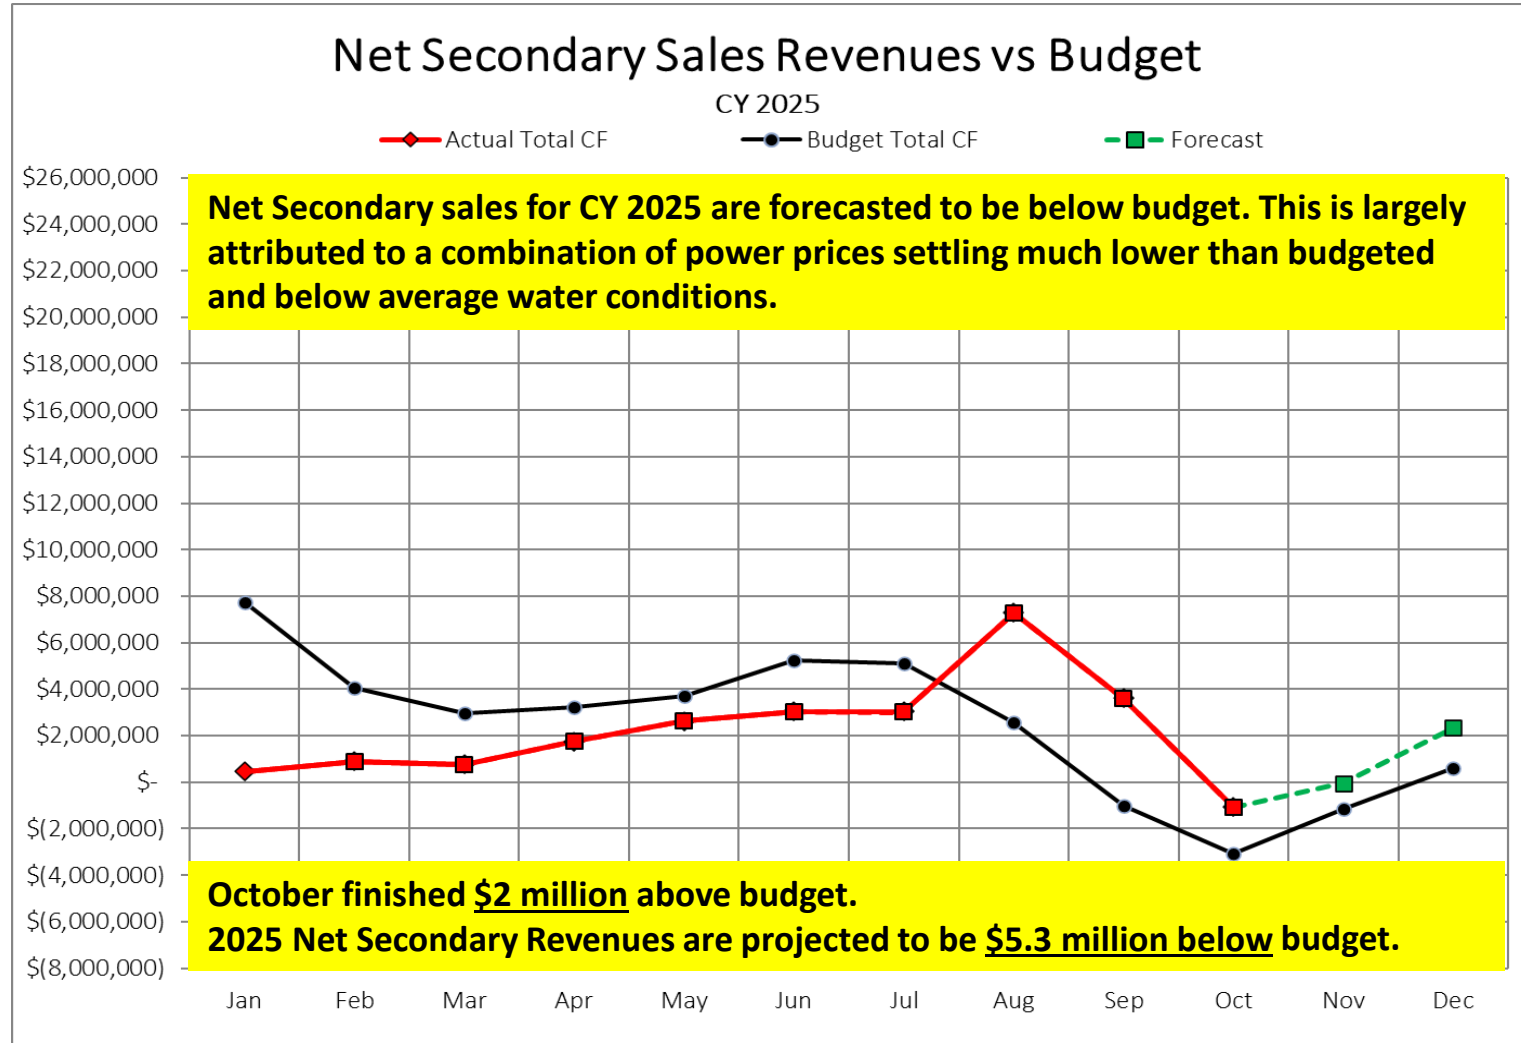 Net Secondary Sales Revenues vs Budget
CY 2025
Actual Total CF
Budget Total CF
Forecast
$26,000,000
$24,000,000
$22,000,000
$20,000,000
$18,000,000
$16,000,000
$14,000,000
$12,000,000
$10,000,000
$8,000,000
$6,000,000
$4,000,000
$2,000,000
$-
$(2,000,000)
$(4,000,000)
$(6,000,000)
$(8,000,000)
Net Secondary sales for CY 2025 are forecasted to be below budget. This is largely
attributed to a combination of power prices settling much lower than budgeted
and below average water conditions.
October finished $2 million above budget.
2025 Net Secondary Revenues are projected to be $5.3 million below budget.
Jan Feb Mar Apr May Jun Jul Aug Sep Oct Nov Dec